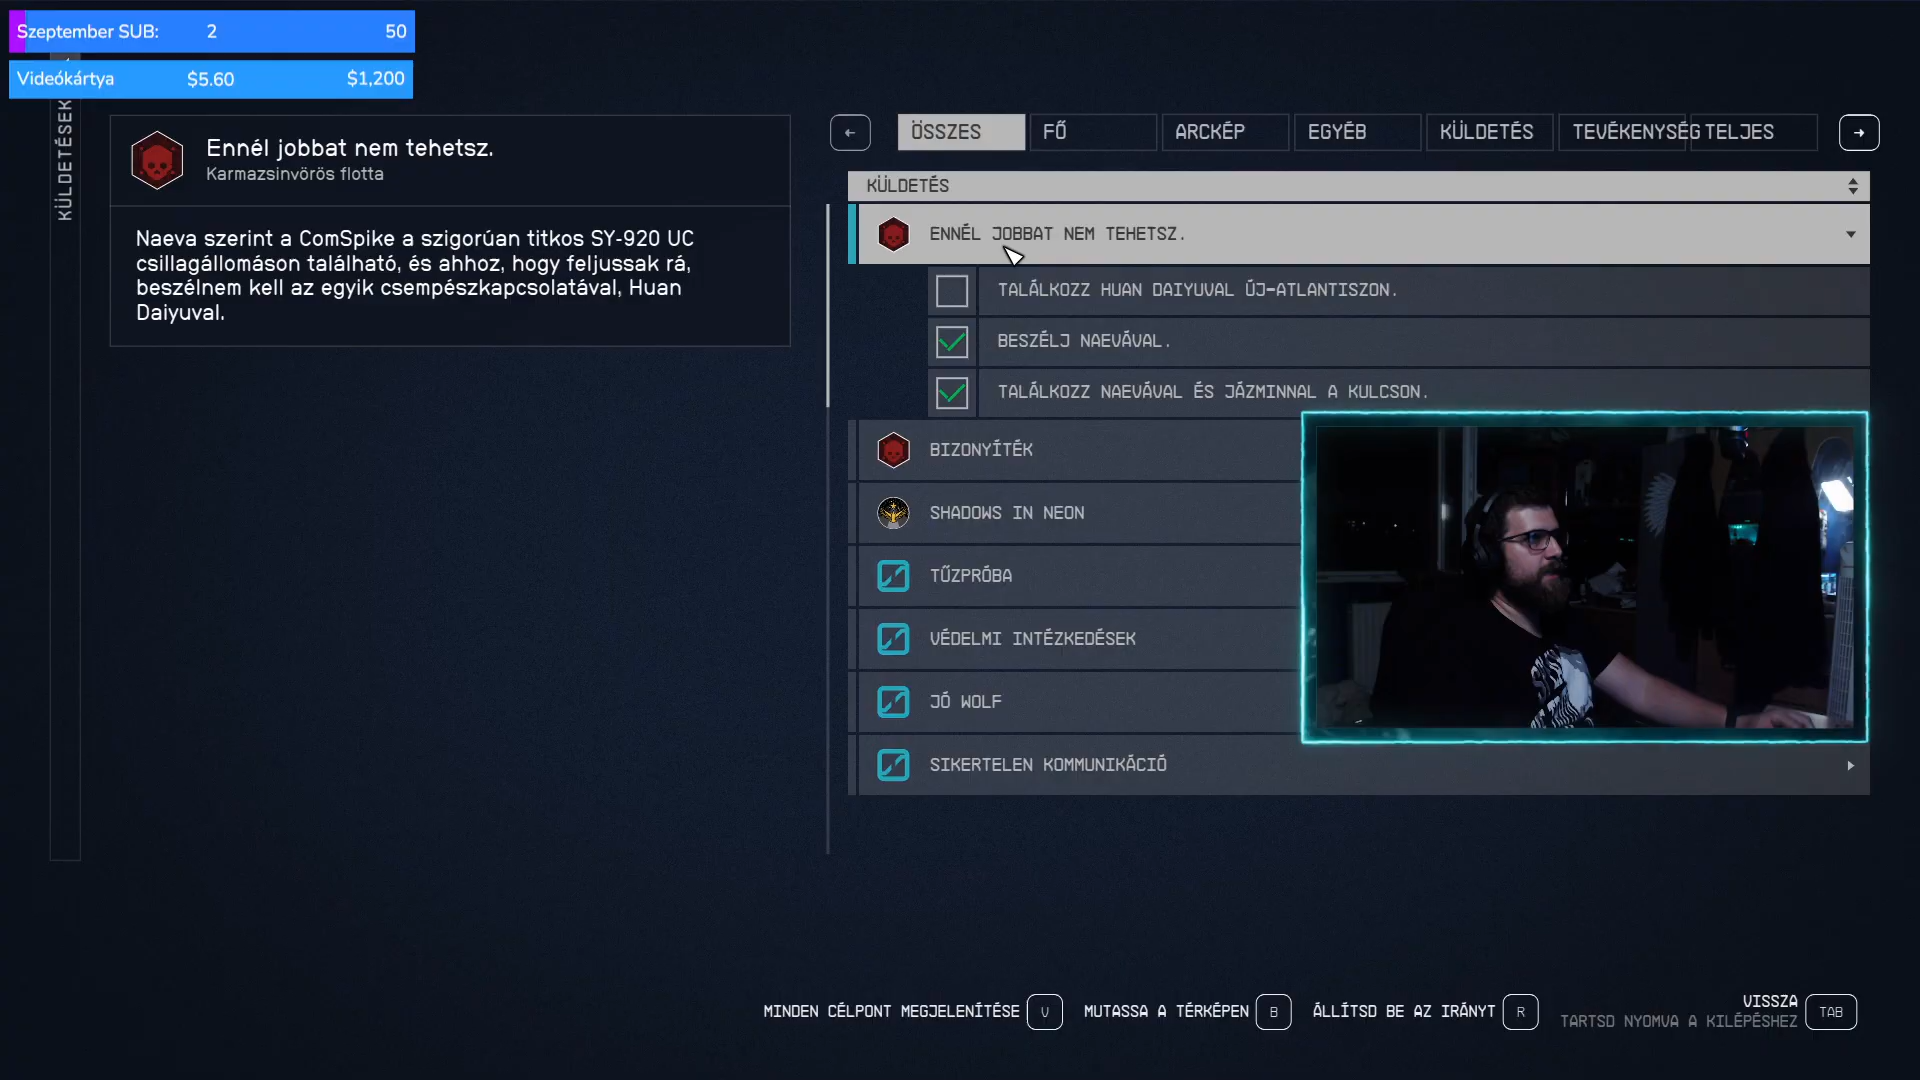 Szeptember SUB: 2 50
Videókártya $5.60 $1,200
KÜLDETÉSEK
Ennél jobbat nem tehetsz.
Karmazsinvörös flotta
Naeva szerint a ComSpike a szigorúan titkos SY-920 UC
csillagállomáson található, és ahhoz, hogy feljussak rá,
beszélnem kell az egyik csempészkapcsolatával, Huan
Daiyuval.
ÖSSZES FŐ ARCKÉP EGYÉB KÜLDETÉS TEVÉKENYSÉG TELJES
KÜLDETÉS
ENNÉL JOBBAT NEM TEHETSZ.
TALÁLKOZZ HUAN DAIYUVAL ÚJ-ATLANTISZON.
BESZÉLJ NAEVÁVAL.
TALÁLKOZZ NAEVÁVAL ÉS JÁZMINNAL A KULCSON.
BIZONYÍTÉK
SHADOWS IN NEON
TŰZPRÓBA
VÉDELMI INTÉZKEDÉSEK
JÓ WOLF
SIKERTELEN KOMMUNIKÁCIÓ
MINDEN CÉLPONT MEGJELENÍTÉSE V MUTASSA A TÉRKÉPEN B ÁLLÍTSD BE AZ IRÁNYT R VISSZA TAB
TARTSD NYOMVA A KILÉPÉSHEZ